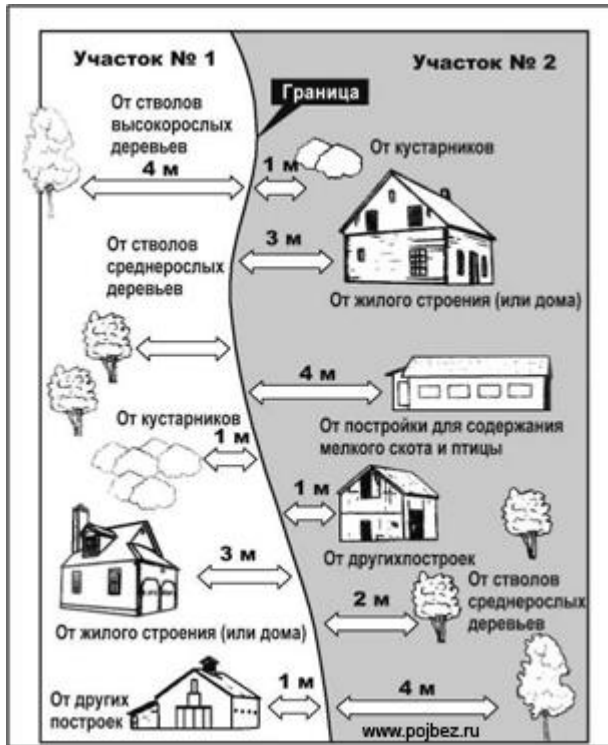 Участок № 1
Участок № 2
Граница
От стволов
высокорослых
деревьев
4 м
От кустарников
1 м
3 м
От стволов
среднерослых
деревьев
От жилого строения (или дома)
4 м
От постройки для содержания
мелкого скота и птицы
От кустарников
1 м
1 м
От другихпостроек
3 м
От жилого строения (или дома)
2 м
От стволов
среднерослых
деревьев
От других
построек
1 м
4 м
www.pojbez.ru